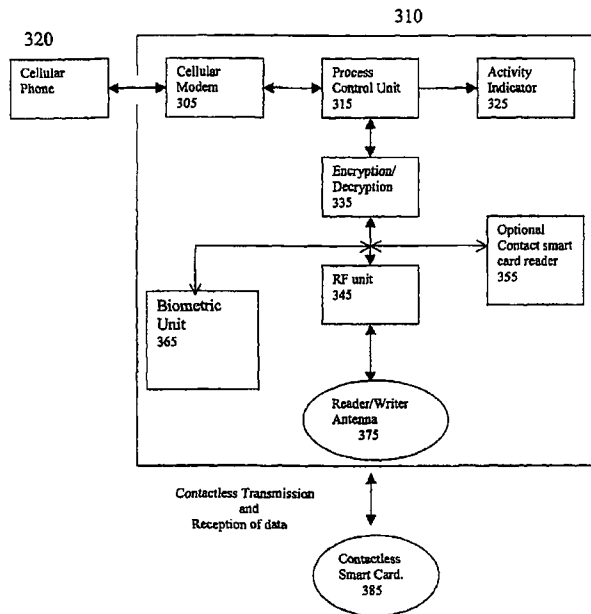 310
320
Cellular
Phone
Cellular
Modem
305
Process
Control Unit
315
Activity
Indicator
325
Encryption/
Decryption
335
Optional
Contact smart
card reader
355
RF unit
345
Biometric
Unit
365
Reader/Writer
Antenna
375
Contactless Transmission
and
Reception of data
Contactless
Smart Card.
385